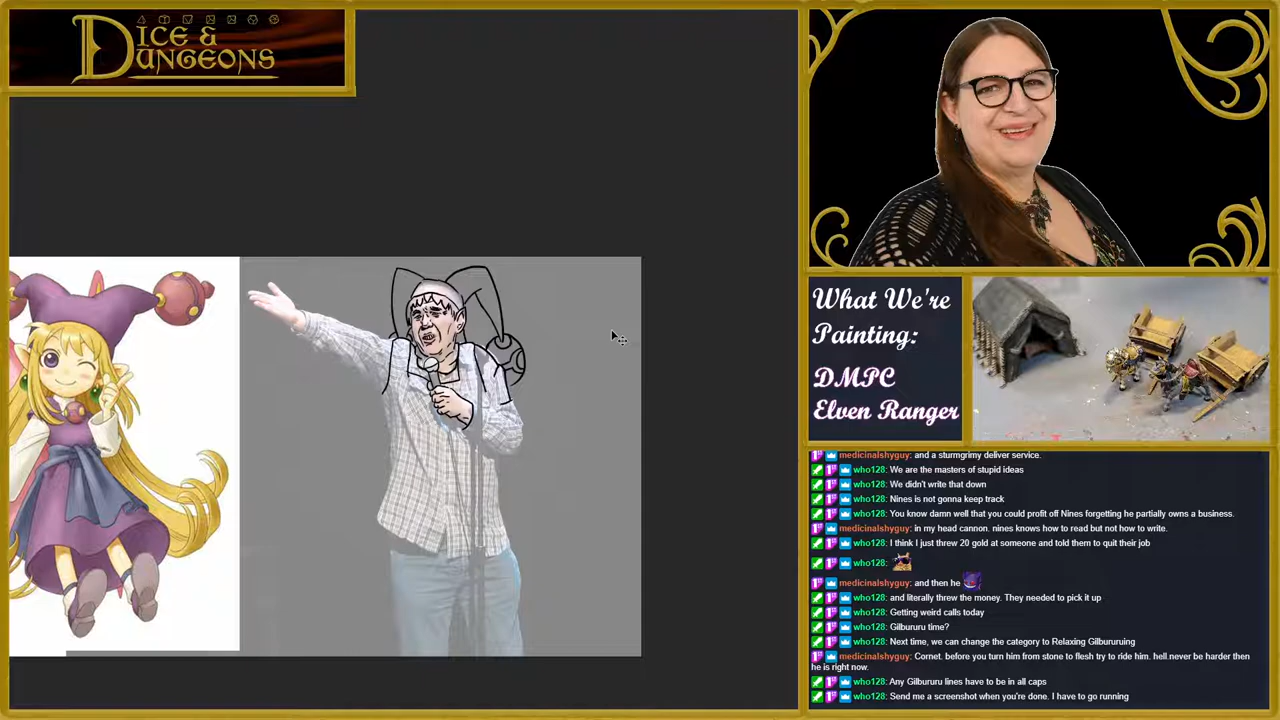 DICE &
DUNGEONS
What We're
Painting:
DMPC
Elven Ranger
medicinalshyguy: and a sturmgrimy deliver service.
who128: We are the masters of stupid ideas
who128: We didn't write that down
who128: Nines is not gonna keep track
who128: You know damn well that you could profit off Nines forgetting he partially owns a business.
medicinalshyguy: in my head cannon. nines knows how to read but not how to write.
who128: I think I just threw 20 gold at someone and told them to quit their job
who128:
medicinalshyguy: and then he
who128: and literally threw the money. They needed to pick it up
who128: Getting weird calls today
who128: Gilbururu time?
who128: Next time, we can change the category to Relaxing Gilbururuing
medicinalshyguy: Cornet. before you turn him from stone to flesh try to ride him. hell.never be harder then
he is right now.
who128: Any Gilbururu lines have to be in all caps
who128: Send me a screenshot when you're done. I have to go running